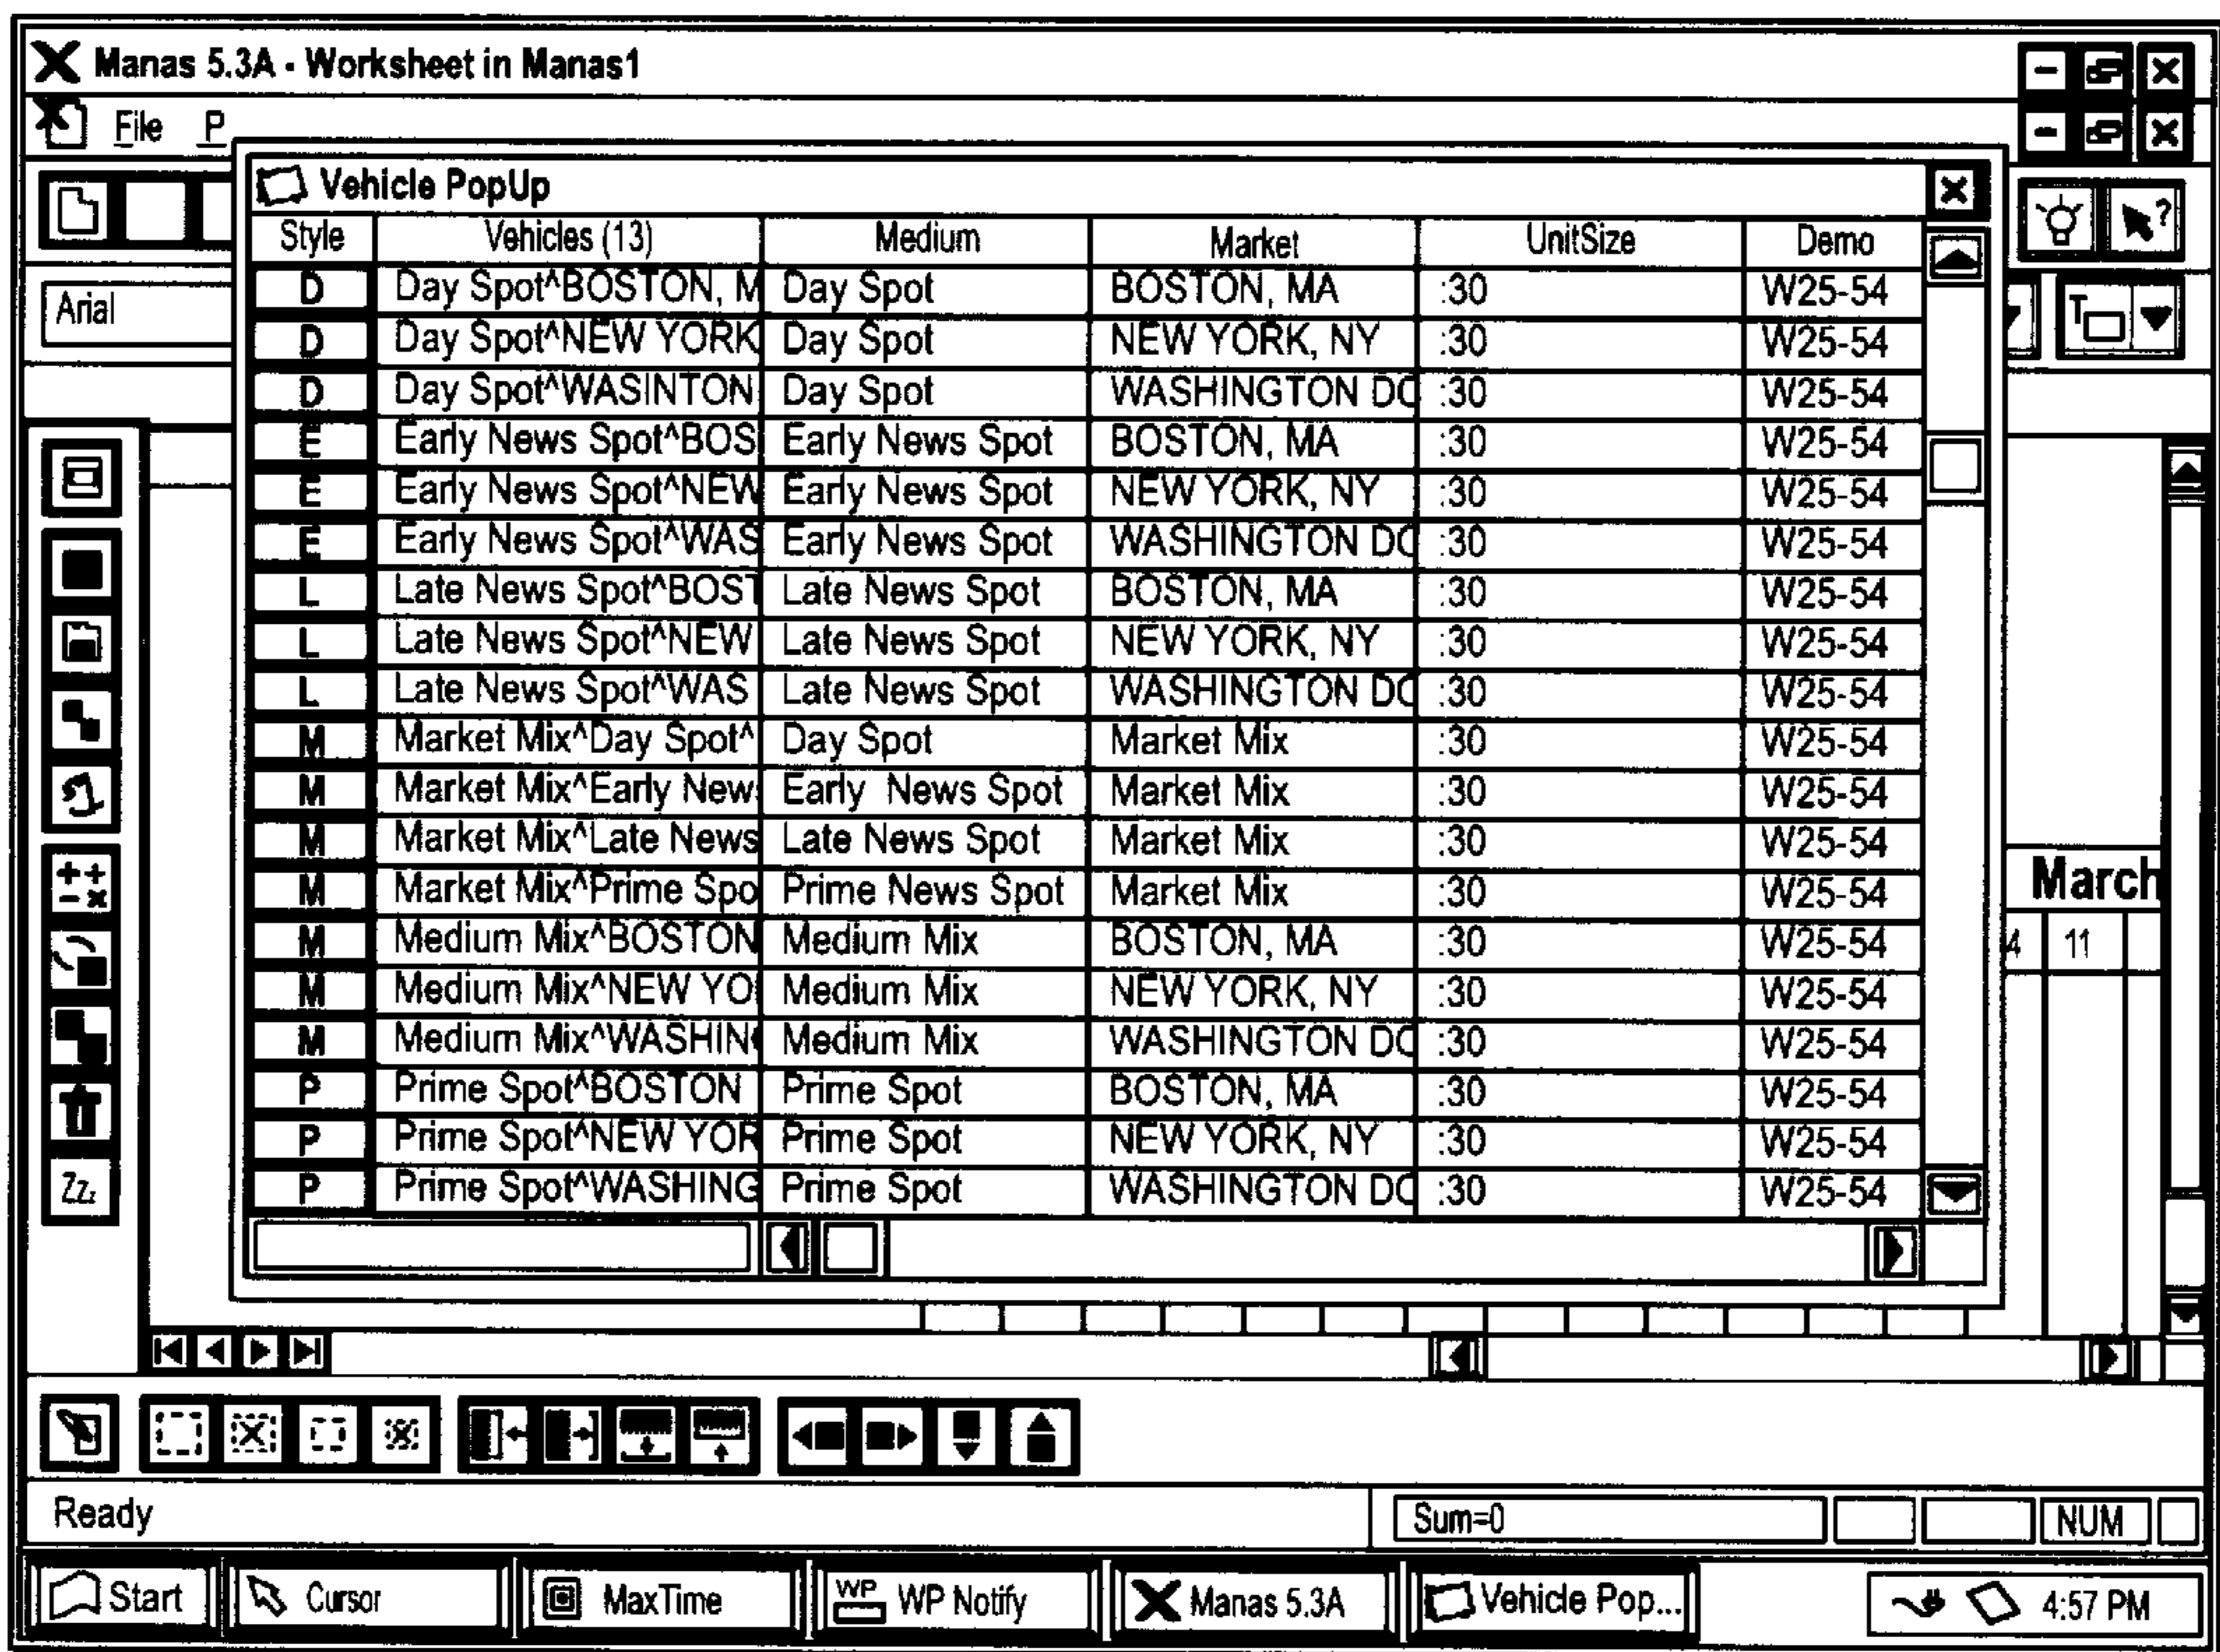 Manas 5.3A - Worksheet in Manas1
File P
Vehicle PopUp
Style Vehicles (13) Medium Market UnitSize Demo
Arial
D Day Spot^BOSTON, M Day Spot BOSTON, MA :30 W25-54
D Day Spot^NEW YORK Day Spot NEW YORK, NY :30 W25-54
D Day Spot^WASINTON Day Spot WASHINGTON DC :30 W25-54
E Early News Spot^BOS Early News Spot BOSTON, MA :30 W25-54
E Early News Spot^NEW Early News Spot NEW YORK, NY :30 W25-54
E Early News Spot^WAS Early News Spot WASHINGTON DC :30 W25-54
L Late News Spot^BOST Late News Spot BOSTON, MA :30 W25-54
L Late News Spot^NEW Late News Spot NEW YORK, NY :30 W25-54
L Late News Spot^WAS Late News Spot WASHINGTON DC :30 W25-54
M Market Mix^Day Spot^ Day Spot Market Mix :30 W25-54
M Market Mix^Early New Early News Spot Market Mix :30 W25-54
M Market Mix^Late News Late News Spot Market Mix :30 W25-54
M Market Mix^Prime Spo Prime News Spot Market Mix :30 W25-54
M Medium Mix^BOSTON Medium Mix BOSTON, MA :30 W25-54
M Medium Mix^NEW YO Medium Mix NEW YORK, NY :30 W25-54
M Medium Mix^WASHIN Medium Mix WASHINGTON DC :30 W25-54
P Prime Spot^BOSTON Prime Spot BOSTON, MA :30 W25-54
P Prime Spot^NEW YOR Prime Spot NEW YORK, NY :30 W25-54
P Prime Spot^WASHING Prime Spot WASHINGTON DC :30 W25-54
March
4 11
Zzz
Ready Sum=0 NUM
Start Cursor MaxTime WP WP Notify Manas 5.3A Vehicle Pop... 4:57 PM